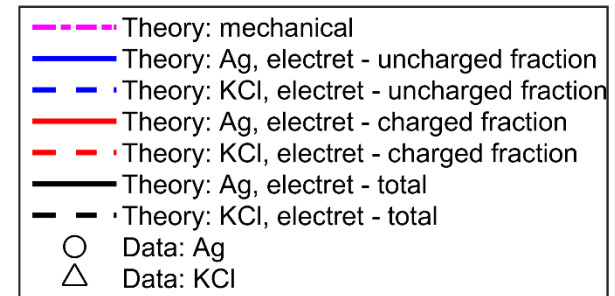 Theory: mechanical
Theory: Ag, electret - uncharged fraction
Theory: KCl, electret - uncharged fraction
Theory: Ag, electret - charged fraction
Theory: KCl, electret - charged fraction
Theory: Ag, electret - total
Theory: KCl, electret - total
Data: Ag
Data: KCl